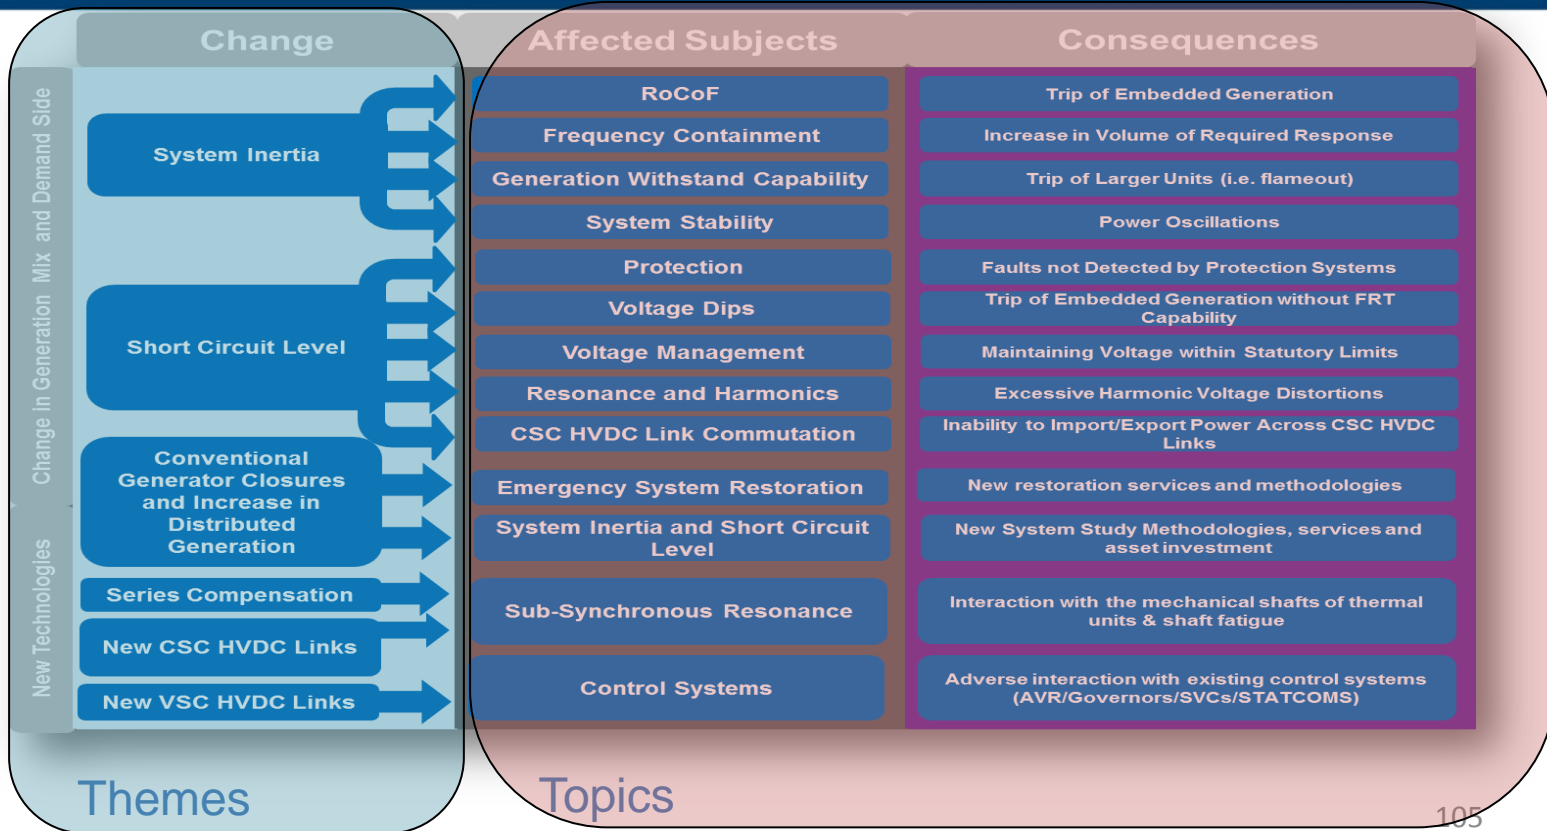 Change
Affected Subjects
Consequences
Change in Generation Mix and Demand Side
New Technologies
System Inertia
Short Circuit Level
Conventional
Generator Closures
and Increase in
Distributed
Generation
Series Compensation
New CSC HVDC Links
New VSC HVDC Links
RoCoF
Trip of Embedded Generation
Frequency Containment
Increase in Volume of Required Response
Generation Withstand Capability
Trip of Larger Units (i.e. flameout)
System Stability
Power Oscillations
Protection
Faults not Detected by Protection Systems
Voltage Dips
Trip of Embedded Generation without FRT
Capability
Voltage Management
Maintaining Voltage within Statutory Limits
Resonance and Harmonics
Excessive Harmonic Voltage Distortions
CSC HVDC Link Commutation
Inability to Import/Export Power Across CSC HVDC
Links
Emergency System Restoration
New restoration services and methodologies
System Inertia and Short Circuit
Level
New System Study Methodologies, services and
asset investment
Sub-Synchronous Resonance
Interaction with the mechanical shafts of thermal
units & shaft fatigue
Control Systems
Adverse interaction with existing control systems
(AVR/Governors/SVCs/STATCOMS)
Themes
Topics
105